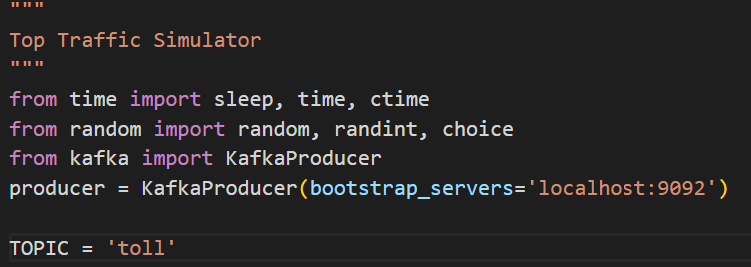 """
Top Traffic Simulator
"""
from time import sleep, time, ctime
from random import random, randint, choice
from kafka import KafkaProducer
producer = KafkaProducer(bootstrap_servers='localhost:9092')
TOPIC = 'toll'